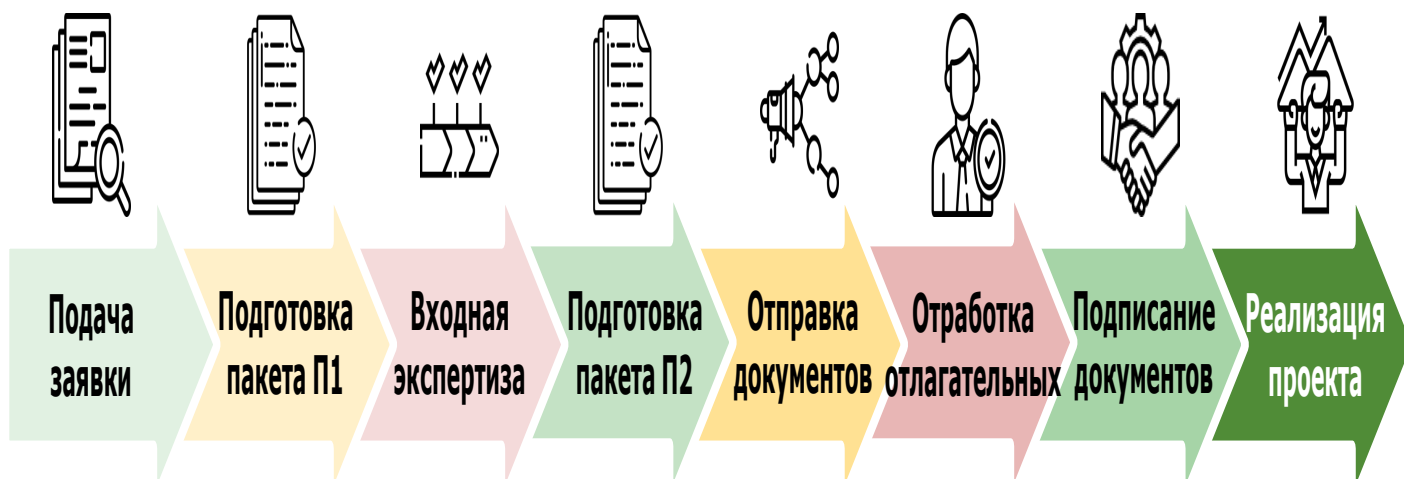 Подача
заявки
Подготовка
пакета П1
Входная
экспертиза
Подготовка
пакета П2
Отправка
документов
Отработка
отлагательных
Подписание
документов
Реализация
проекта